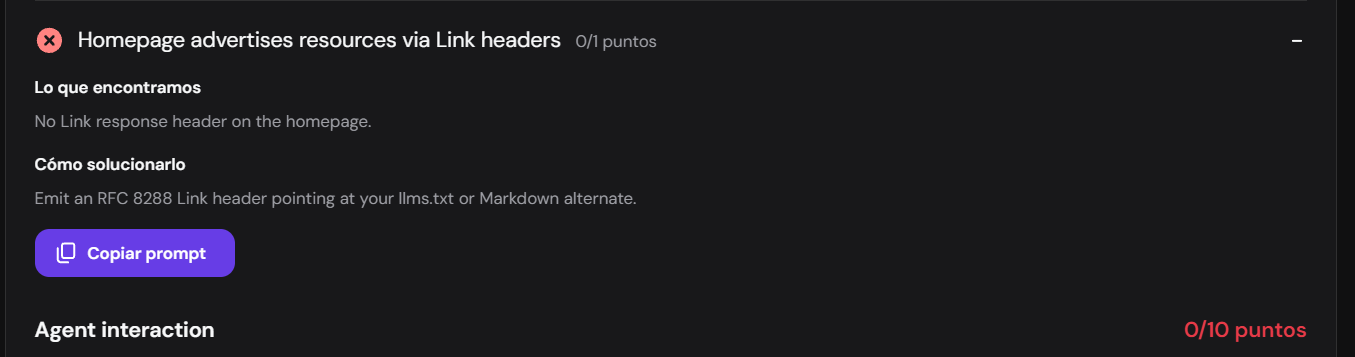 Homepage advertises resources via Link headers 0/1 puntos
Lo que encontramos
No Link response header on the homepage.
Cómo solucionarlo
Emit an RFC 8288 Link header pointing at your llms.txt or Markdown alternate.
Copiar prompt
Agent interaction 0/10 puntos